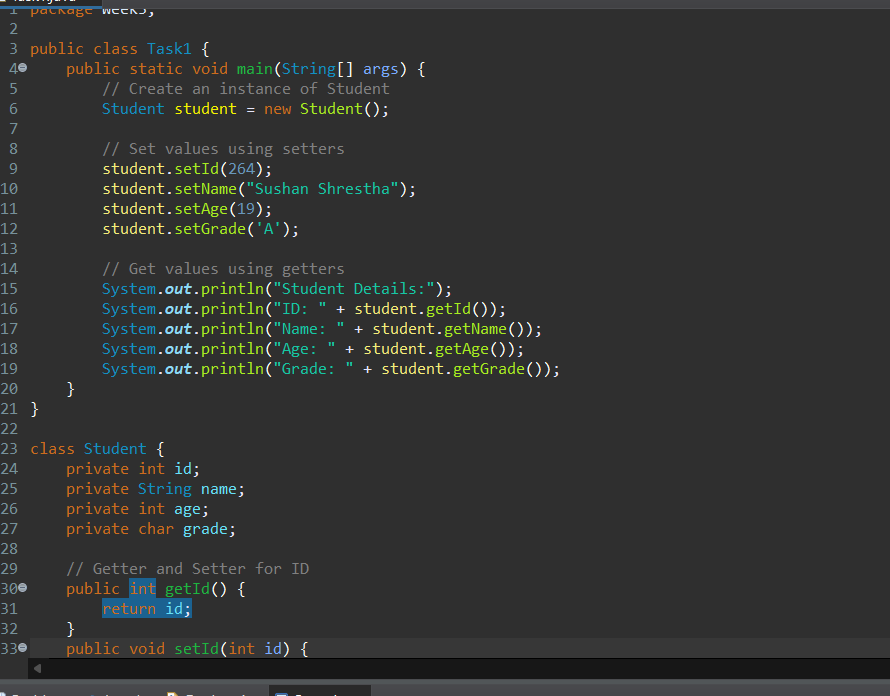 1 package week5;
2
3 public class Task1 {
4 public static void main(String[] args) {
5 // Create an instance of Student
6 Student student = new Student();
7
8 // Set values using setters
9 student.setId(264);
10 student.setName("Sushan Shrestha");
11 student.setAge(19);
12 student.setGrade('A');
13
14 // Get values using getters
15 System.out.println("Student Details:");
16 System.out.println("ID: " + student.getId());
17 System.out.println("Name: " + student.getName());
18 System.out.println("Age: " + student.getAge());
19 System.out.println("Grade: " + student.getGrade());
20 }
21 }
22
23 class Student {
24 private int id;
25 private String name;
26 private int age;
27 private char grade;
28
29 // Getter and Setter for ID
30 public int getId() {
31 return id;
32 }
33 public void setId(int id) {